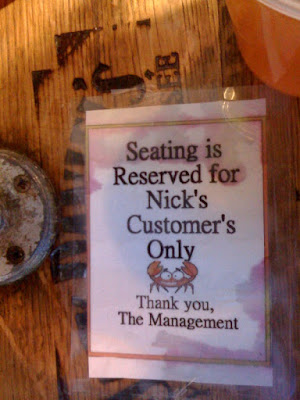 Seating is
Reserved for
Nick's
Customer's
Only
Thank you,
The Management